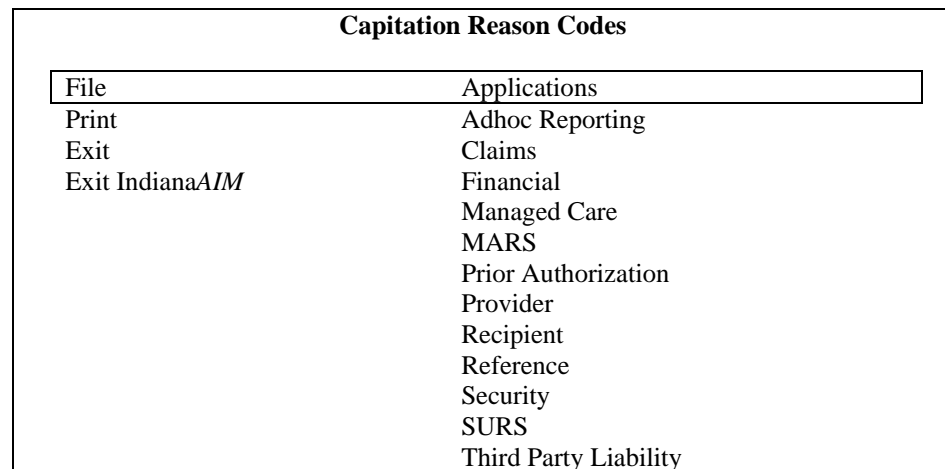 Capitation Reason Codes
File Applications
Print Adhoc Reporting
Exit Claims
Exit IndianaAIM Financial
Managed Care
MARS
Prior Authorization
Provider
Recipient
Reference
Security
SURS
Third Party Liability